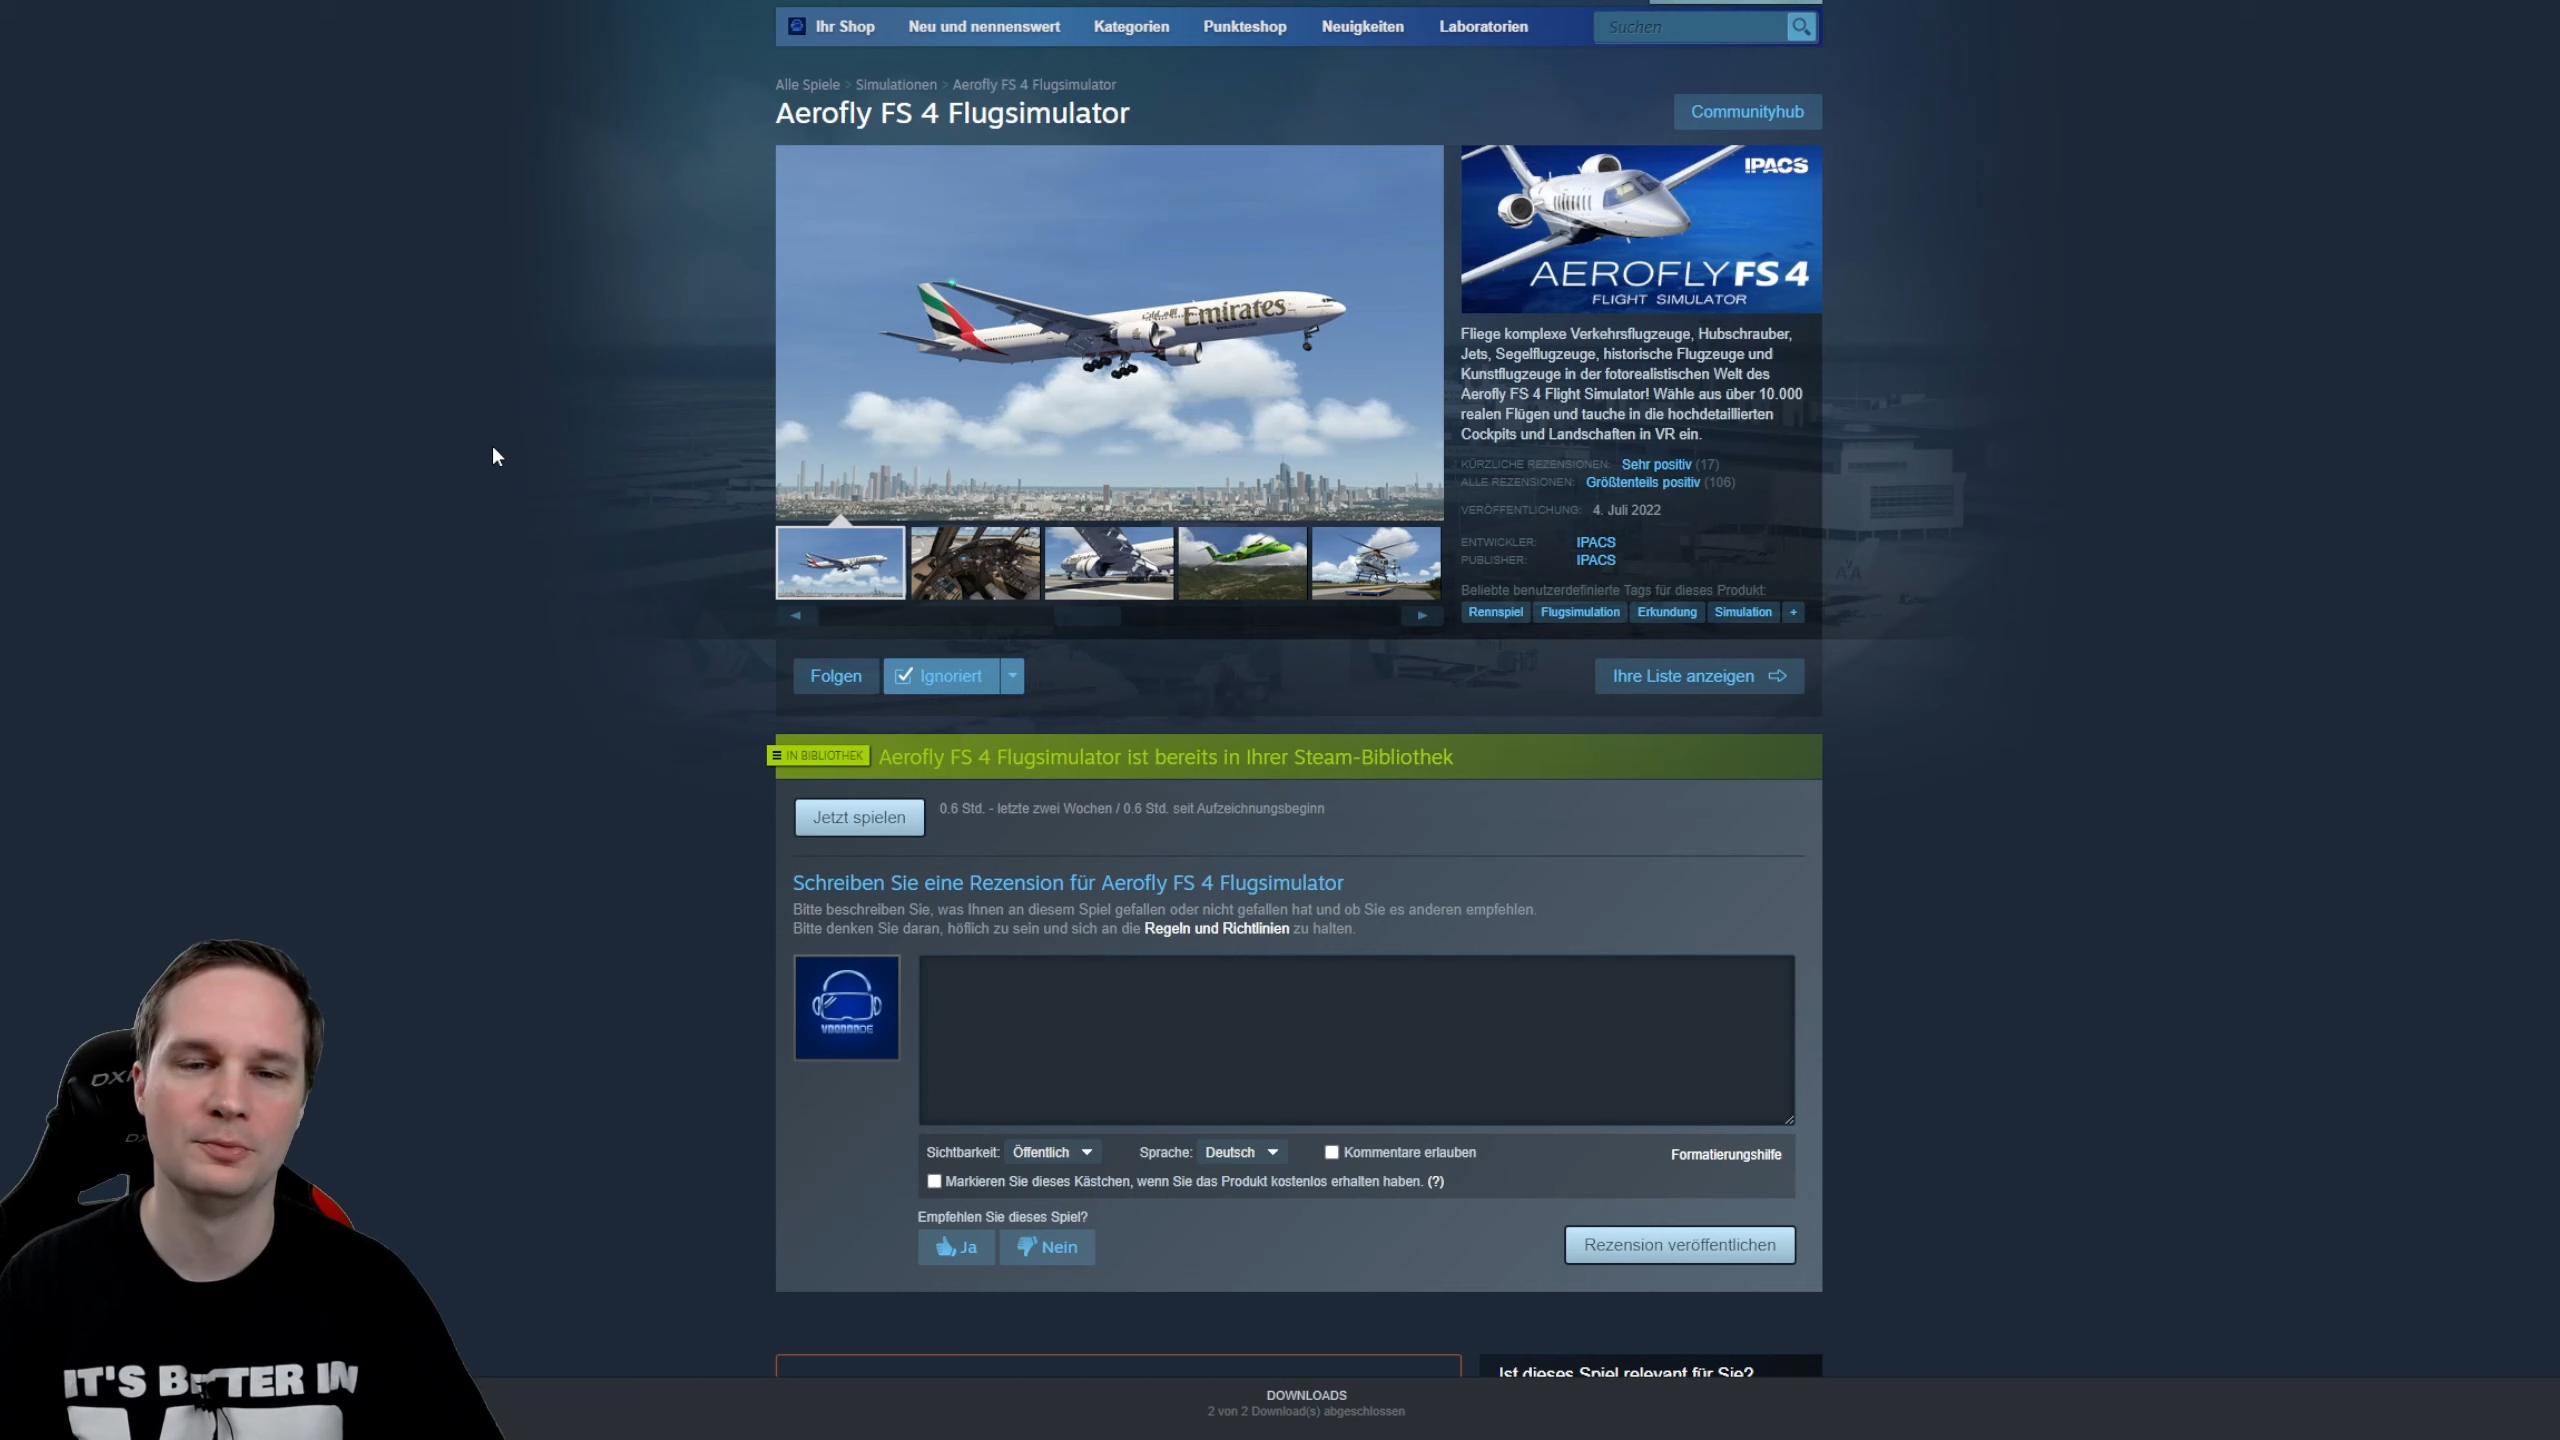 Ihr Shop Neu und nennenswert Kategorien Punkteshop Neuigkeiten Laboratorien Suchen
Alle Spiele > Simulationen > Aerofly FS 4 Flugsimulator
Aerofly FS 4 Flugsimulator
Communityhub
Emirates
IPACS
AEROFLY FS 4
FLIGHT SIMULATOR
Fliege komplexe Verkehrsflugzeuge, Hubschrauber,
Jets, Segelflugzeuge, historische Flugzeuge und
Kunstflugzeuge in der fotorealistischen Welt des
Aerofly FS 4 Flight Simulator! Wähle aus über 10.000
realen Flügen und tauche in die hochdetaillierten
Cockpits und Landschaften in VR ein.
KÜRZLICHE REZENSIONEN: Sehr positiv (17)
ALLE REZENSIONEN: Größtenteils positiv (106)
VERÖFFENTLICHUNG: 4. Juli 2022
ENTWICKLER: IPACS
PUBLISHER: IPACS
Beliebte benutzerdefinierte Tags für dieses Produkt:
Rennspiel Flugsimulation Erkundung Simulation +
Folgen Ignoriert Ihre Liste anzeigen
IN BIBLIOTHEK Aerofly FS 4 Flugsimulator ist bereits in Ihrer Steam-Bibliothek
Jetzt spielen 0.6 Std. - letzte zwei Wochen / 0.6 Std. seit Aufzeichnungsbeginn
Schreiben Sie eine Rezension für Aerofly FS 4 Flugsimulator
Bitte beschreiben Sie, was Ihnen an diesem Spiel gefallen oder nicht gefallen hat und ob Sie es anderen empfehlen.
Bitte denken Sie daran, höflich zu sein und sich an die Regeln und Richtlinien zu halten.
VOODOODE
Sichtbarkeit: Öffentlich Sprache: Deutsch Kommentare erlauben Formatierungshilfe
Markieren Sie dieses Kästchen, wenn Sie das Produkt kostenlos erhalten haben. (?)
Empfehlen Sie dieses Spiel?
Ja Nein Rezension veröffentlichen
Ist dieses Spiel relevant für Sie?
DOWNLOADS
2 von 2 Download(s) abgeschlossen
IT'S BETTER IN